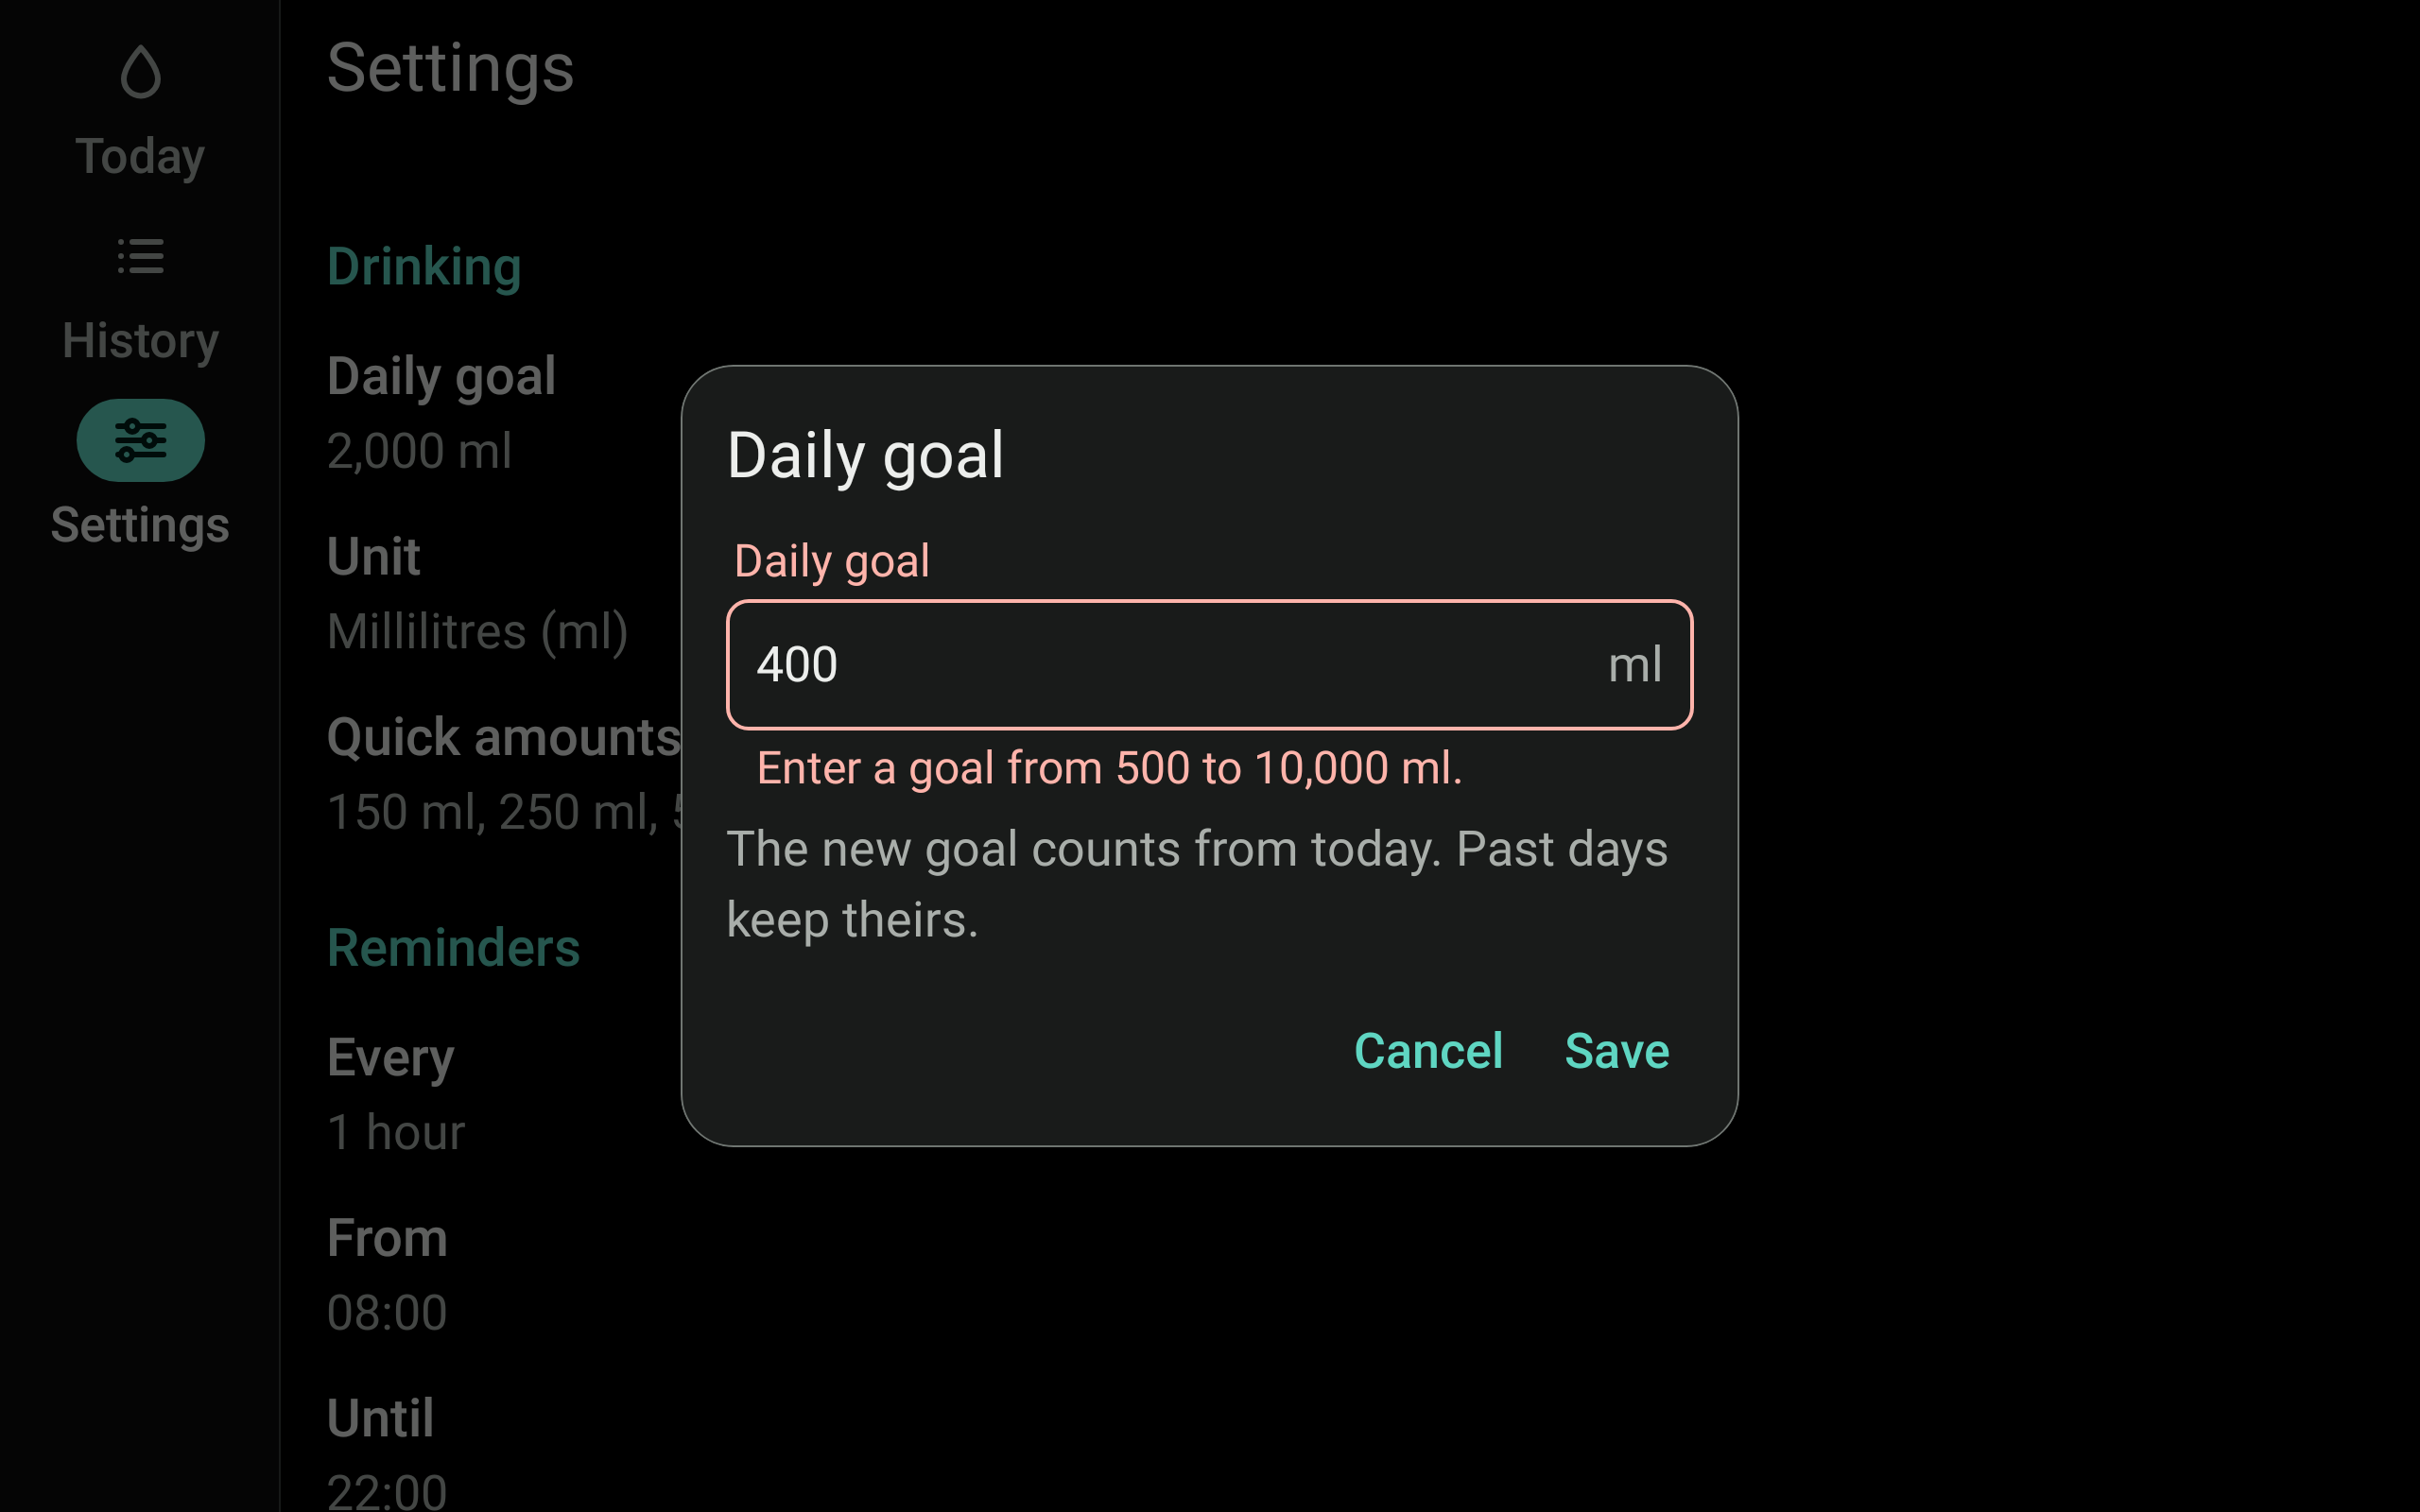 Today
History
Settings
Settings
Drinking
Daily goal
2,000 ml
Unit
Millilitres (ml)
Quick amounts
150 ml, 250 ml,
Reminders
Every
1 hour
From
08:00
Until
22:00
Daily goal
Daily goal
400 ml
Enter a goal from 500 to 10,000 ml.
The new goal counts from today. Past days
keep theirs.
Cancel Save